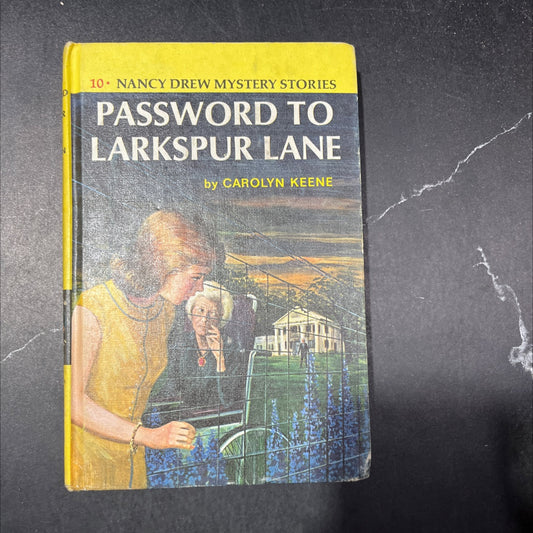 10• NANCY DREW MYSTERY STORIES
PASSWORD TO
LARKSPUR LANE
by CAROLYN KEENE